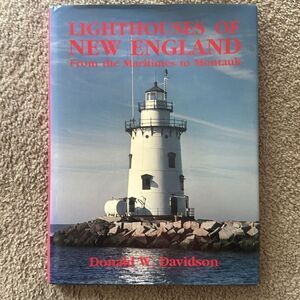 LIGHTHOUSES OF
NEW ENGLAND
From the Maritimes to Montauk
Donald W. Davidson